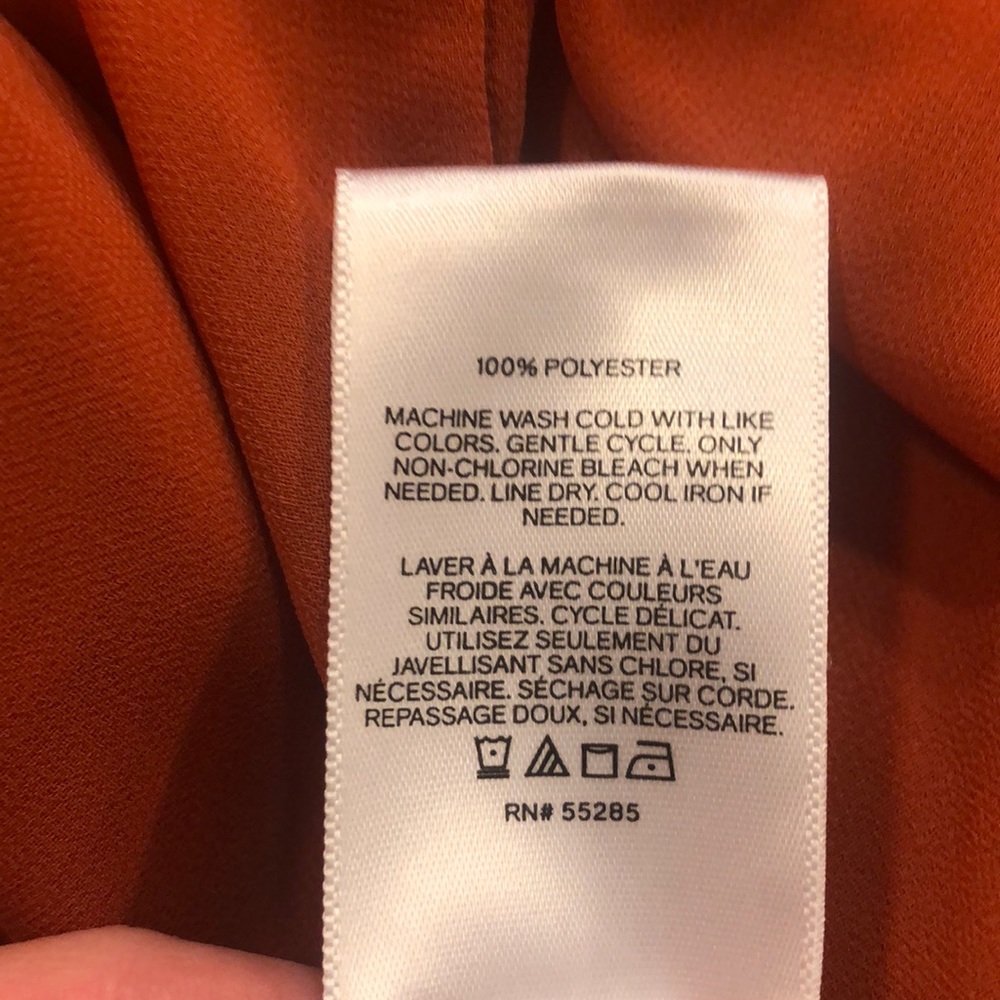 100% POLYESTER
MACHINE WASH COLD WITH LIKE
COLORS. GENTLE CYCLE. ONLY
NON-CHLORINE BLEACH WHEN
NEEDED. LINE DRY. COOL IRON IF
NEEDED.
LAVER À LA MACHINE À L'EAU
FROIDE AVEC COULEURS
SIMILAIRES. CYCLE DÉLICAT.
UTILISEZ SEULEMENT DU
JAVELLISANT SANS CHLORE, SI
NÉCESSAIRE. SÉCHAGE SUR CORDE.
REPASSAGE DOUX, SI NÉCESSAIRE.
RN# 55285